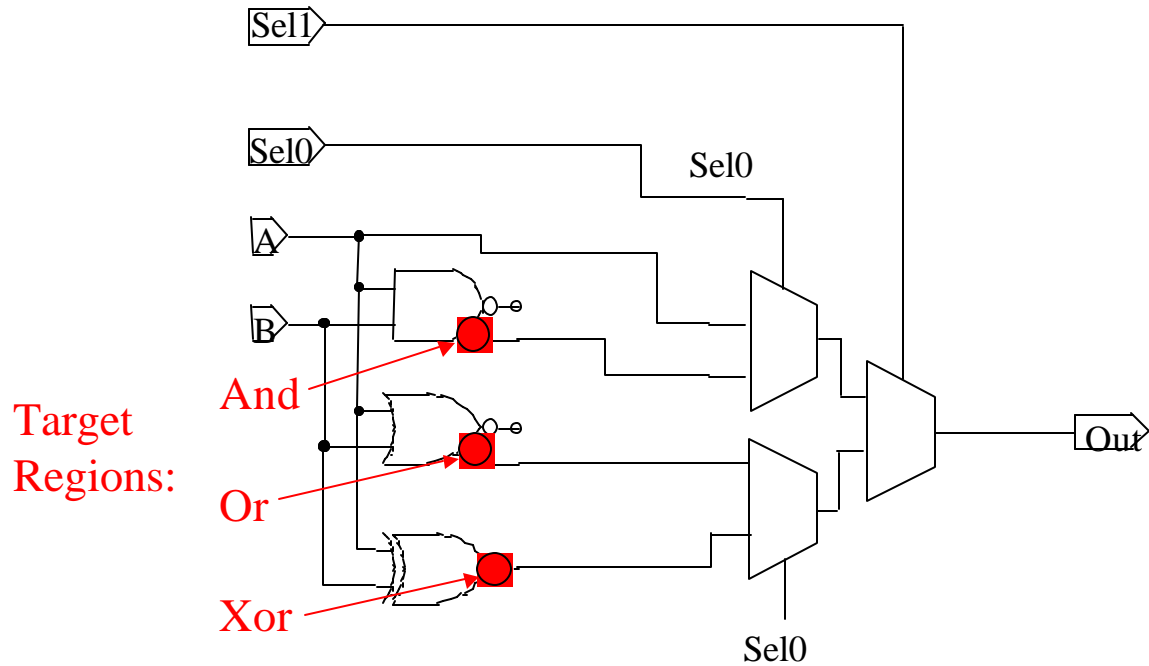 Sel1
Sel0
Sel0
A
B
And
Target
Regions:
Or
Out
Xor
Sel0